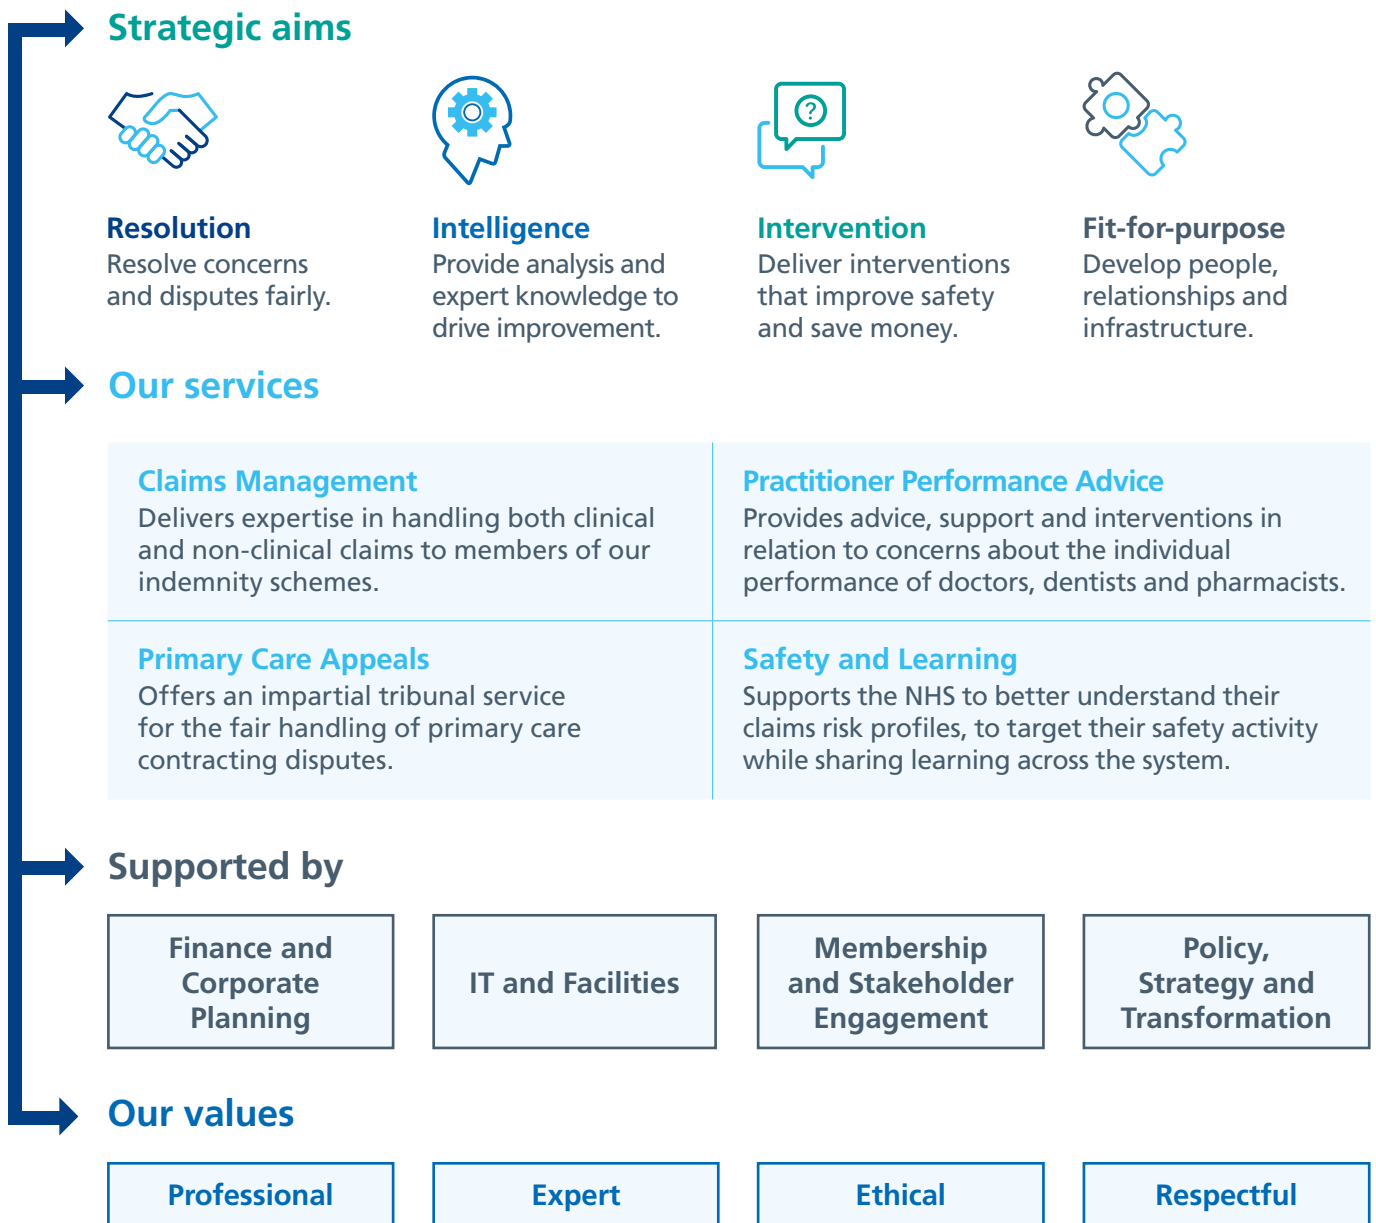 Strategic aims
?
Resolution
Resolve concerns
and disputes fairly.
Intelligence
Provide analysis and
expert knowledge to
drive improvement.
Intervention
Deliver interventions
that improve safety
and save money.
Fit-for-purpose
Develop people,
relationships and
infrastructure.
Our services
Claims Management
Delivers expertise in handling both clinical
and non-clinical claims to members of our
indemnity schemes.
Practitioner Performance Advice
Provides advice, support and interventions in
relation to concerns about the individual
performance of doctors, dentists and pharmacists.
Primary Care Appeals
Offers an impartial tribunal service
for the fair handling of primary care
contracting disputes.
Safety and Learning
Supports the NHS to better understand their
claims risk profiles, to target their safety activity
while sharing learning across the system.
Supported by
Finance and
Corporate
Planning
IT and Facilities
Membership
and Stakeholder
Engagement
Policy,
Strategy and
Transformation
Our values
Professional
Expert
Ethical
Respectful